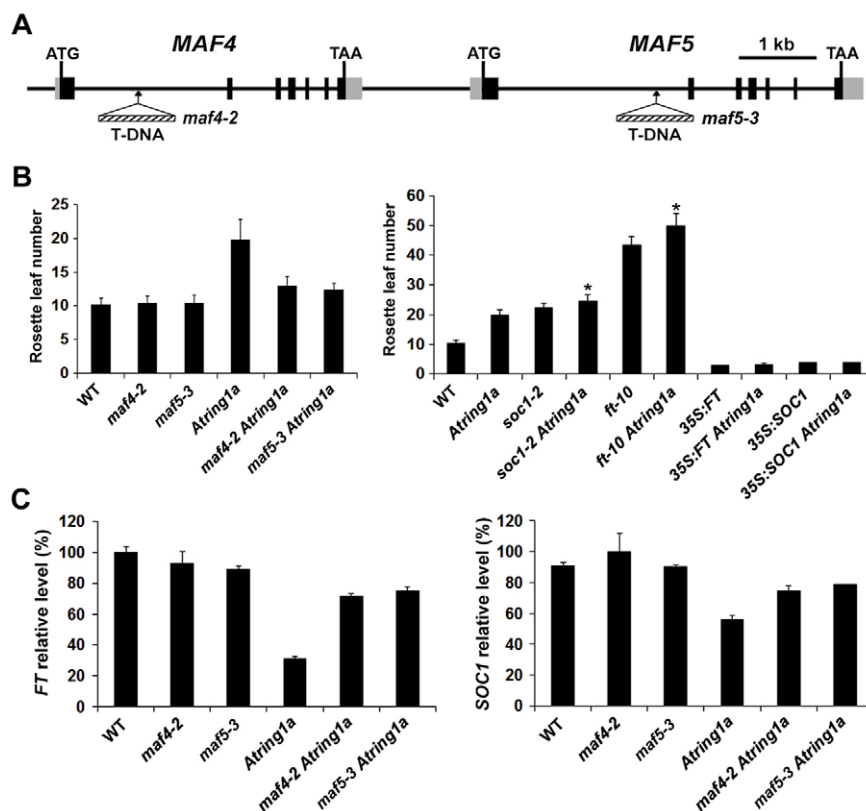 A
ATG
MAF4
TAA
ATG
MAF5
1 kb
TAA
maf4-2
T-DNA
maf5-3
T-DNA
B
Rosette leaf number
25
20
15
10
5
0
WT
maf4-2
maf5-3
Atring1a
maf4-2 Atring1a
maf5-3 Atring1a
Rosette leaf number
60
50
40
30
20
10
0
*
*
WT
Atring1a
soc1-2
soc1-2 Atring1a
ft-10
ft-10 Atring1a
35S:FT
35S:FT Atring1a
35S:SOC1
35S:SOC1 Atring1a
C
FT relative level (%)
120
100
80
60
40
20
0
WT
maf4-2
maf5-3
Atring1a
maf4-2 Atring1a
maf5-3 Atring1a
SOC1 relative level (%)
120
100
80
60
40
20
0
WT
maf4-2
maf5-3
Atring1a
maf4-2 Atring1a
maf5-3 Atring1a